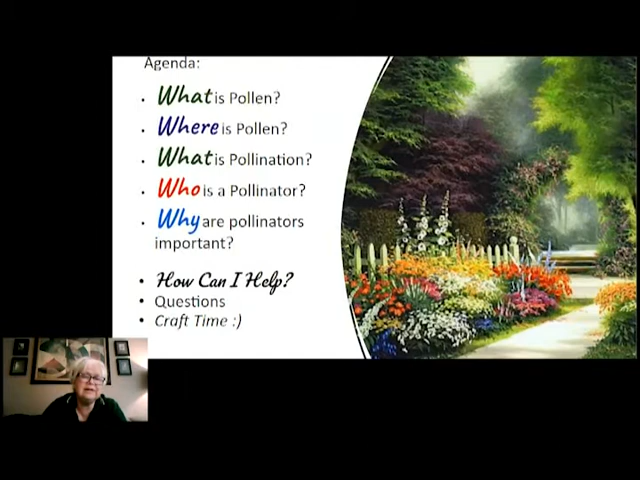 Agenda:
• What is Pollen?
• Where is Pollen?
• What is Pollination?
• Who is a Pollinator?
• Why are pollinators
important?
• How Can I Help?
• Questions
• Craft Time :)